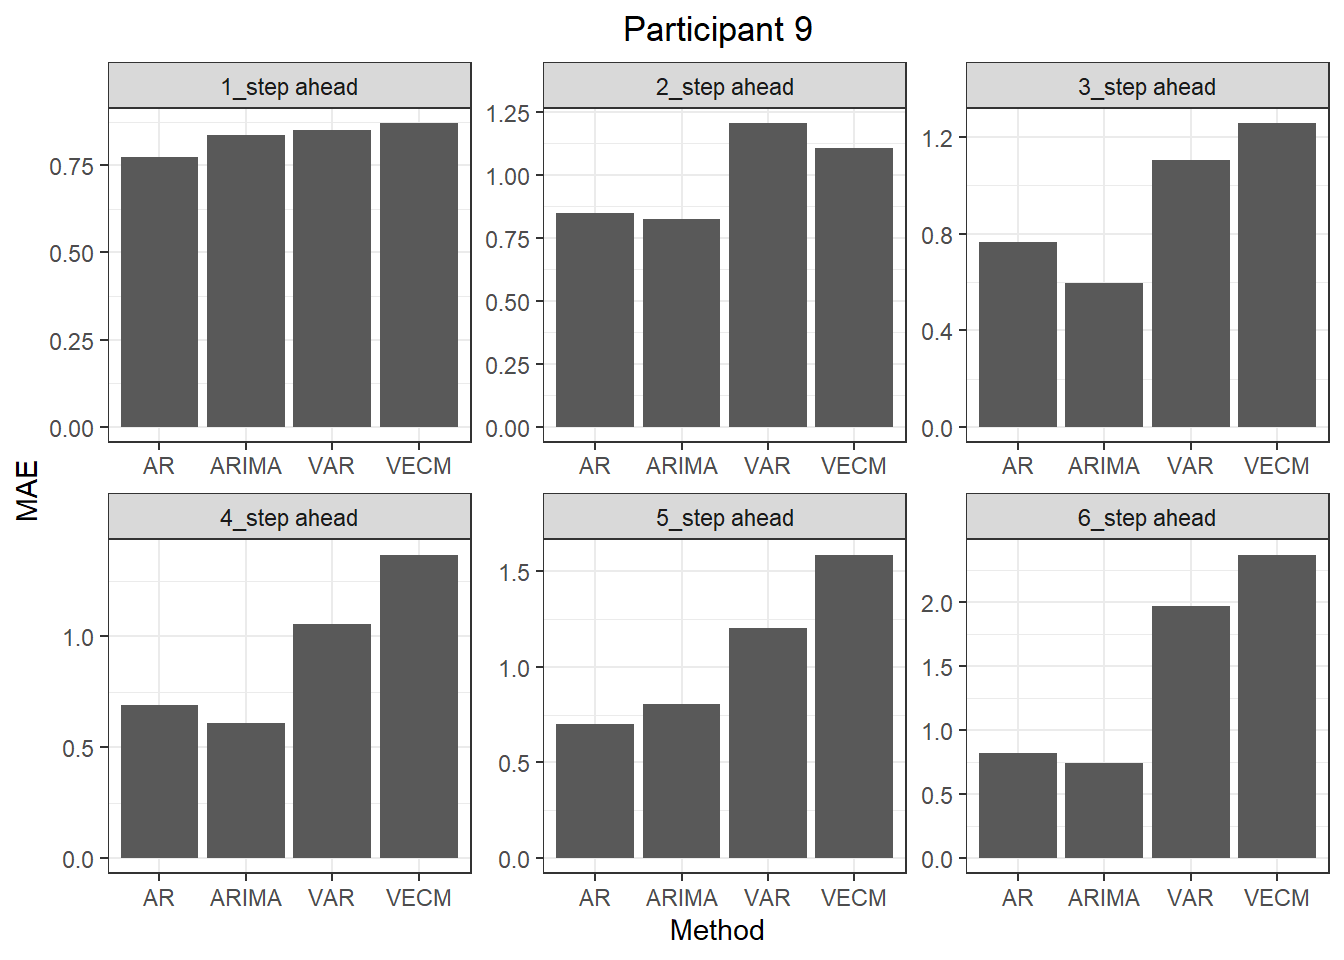 Participant 9
1_step ahead
2_step ahead
3_step ahead
0.75
0.50
0.25
0.00
1.25
1.00
0.75
0.50
0.25
0.00
1.2
0.8
0.4
0.0
AR ARIMA VAR VECM
AR ARIMA VAR VECM
AR ARIMA VAR VECM
MAE
4_step ahead
5_step ahead
6_step ahead
1.0
0.5
0.0
1.5
1.0
0.5
0.0
2.0
1.5
1.0
0.5
0.0
AR ARIMA VAR VECM
AR ARIMA VAR VECM
AR ARIMA VAR VECM
Method